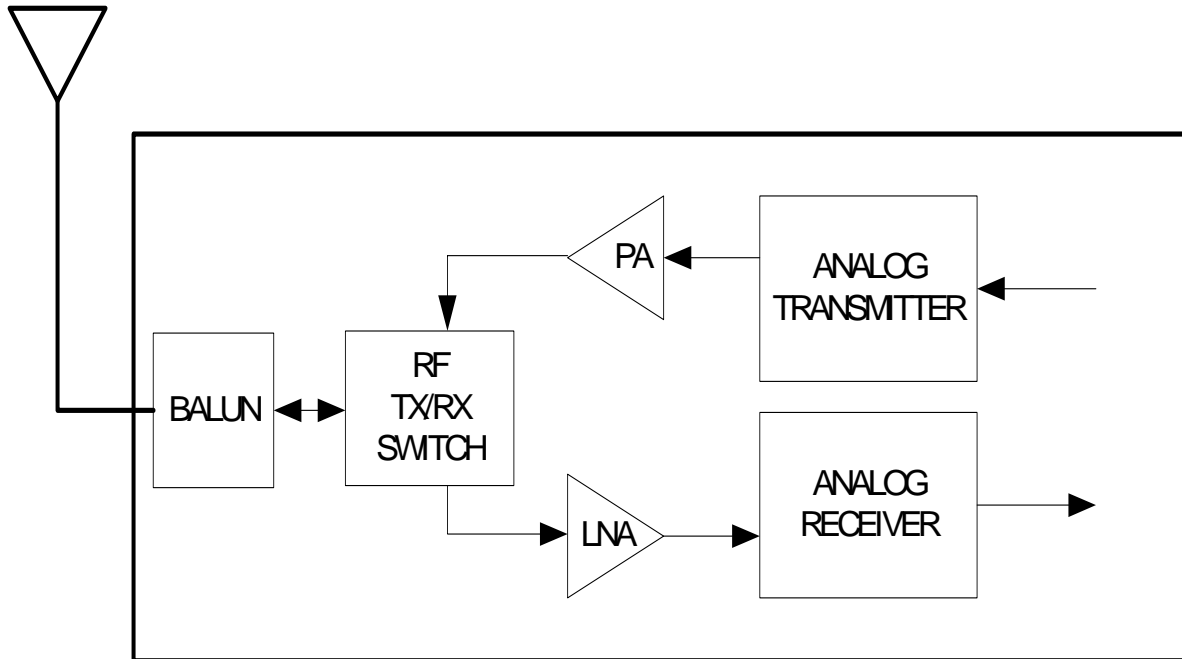 PA
ANALOG
TRANSMITTER
BALUN
RF
TX/RX
SWITCH
LNA
ANALOG
RECEIVER